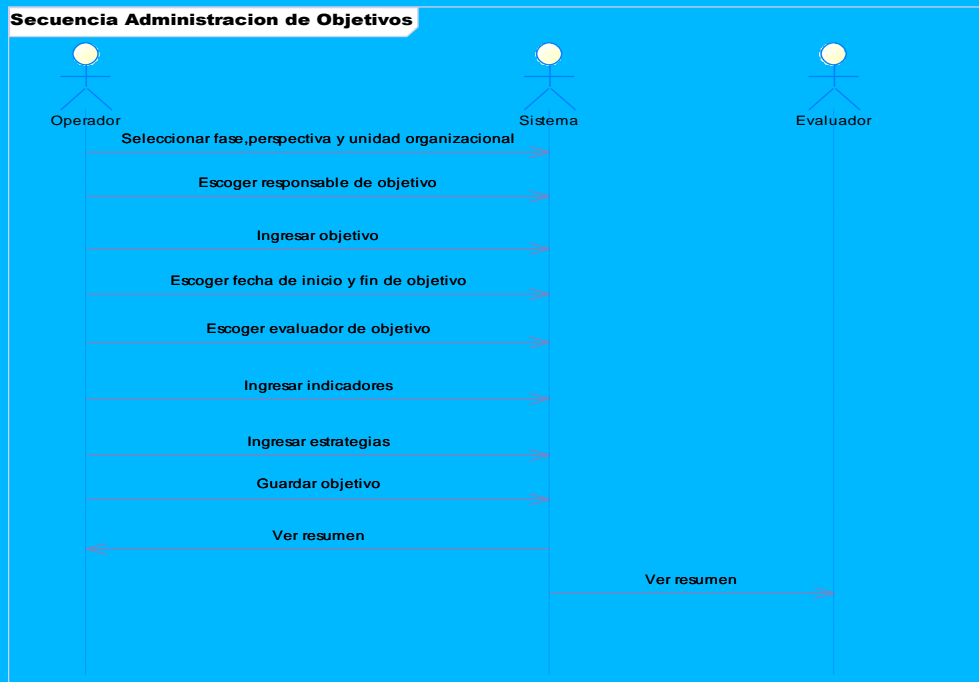 Secuencia Administracion de Objetivos
Operador
Sistema
Evaluador
Seleccionar fase,perspectiva y unidad organizacional
Escoger responsable de objetivo
Ingresar objetivo
Escoger fecha de inicio y fin de objetivo
Escoger evaluador de objetivo
Ingresar indicadores
Ingresar estrategias
Guardar objetivo
Ver resumen
Ver resumen